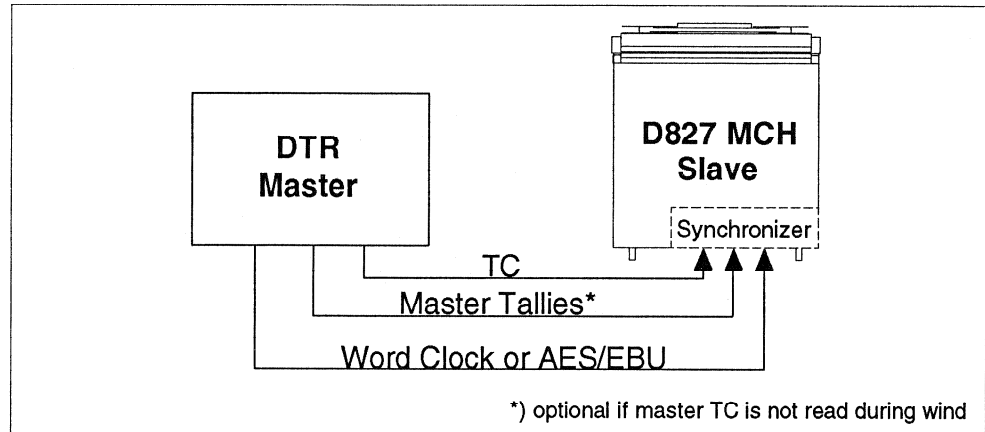 DTR
Master
D827 MCH
Slave
Synchronizer
TC
Master Tallies*
Word Clock or AES/EBU
*) optional if master TC is not read during wind